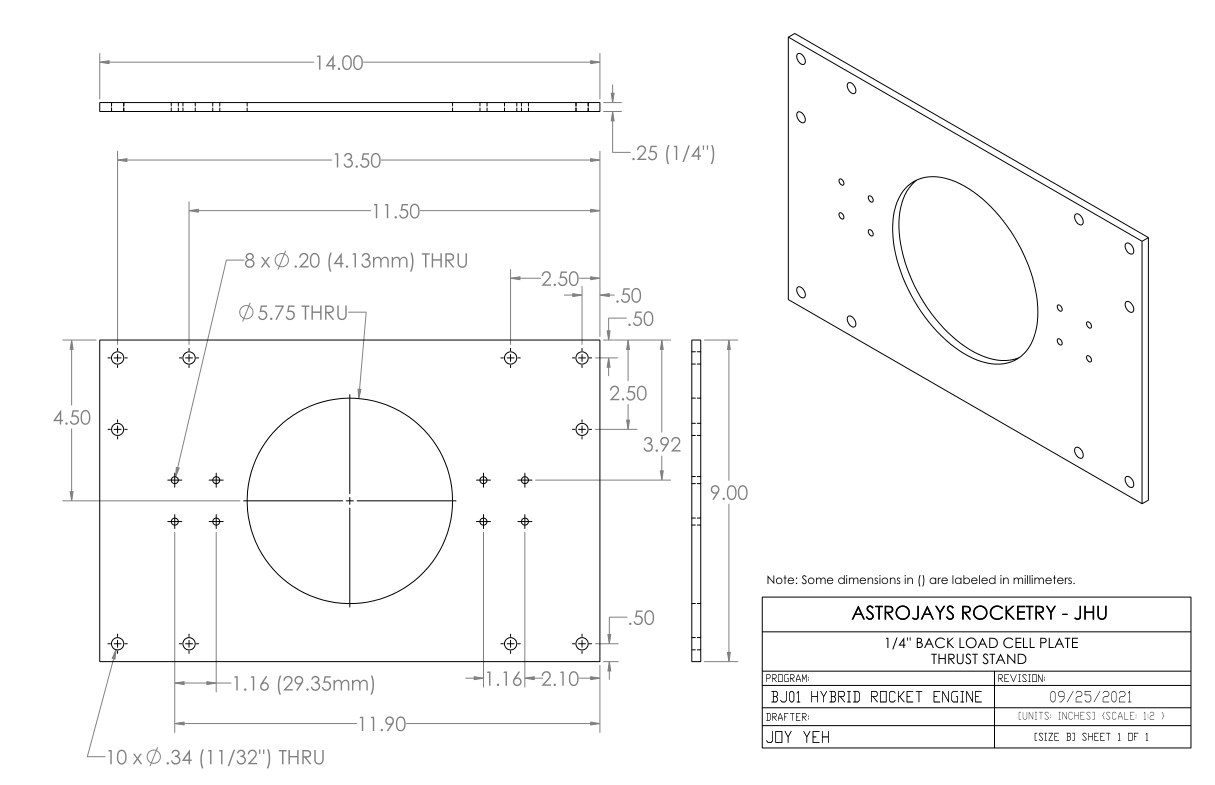 14.00
.25 (1/4")
13.50
11.50
8 x Ø .20 (4.13mm) THRU
2.50
.50
Ø 5.75 THRU
.50
4.50
2.50
3.92
9.00
.50
1.16 (29.35mm)
1.16
2.10
11.90
10 x Ø .34 (11/32") THRU
Note: Some dimensions in () are labeled in millimeters.
ASTROJAYS ROCKETRY - JHU
1/4" BACK LOAD CELL PLATE
THRUST STAND
PROGRAM:
REVISION:
BJ01 HYBRID ROCKET ENGINE
09/25/2021
DRAFTER:
[UNITS: INCHES] (SCALE: 1:2 )
JOY YEH
[SIZE B] SHEET 1 OF 1